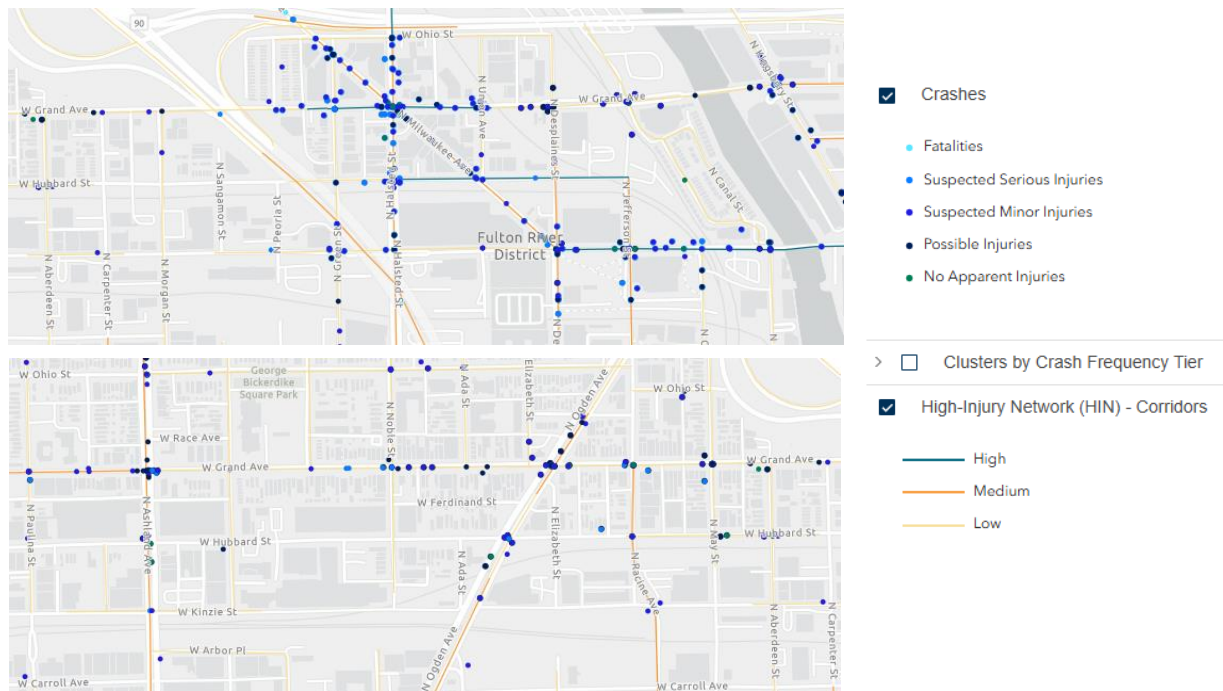 90
W Ohio St
N Kingsbury St
W Grand Ave
N Union Ave
N Desplaines St
W Grand Ave
N Milwaukee Ave
W Hubbard St
N Sangamon St
N Peoria St
N Green St
N Halsted St
N Halsted St
N Jefferson St
N Canal St
Fulton River
District
N Aberdeen St
N Carpenter St
N Morgan St
N De
N C
N
W Ohio St
George
Bickerdike
Square Park
N Ada St
Elizabeth St
N Ogden Ave
W Ohio St
N Noble St
W Race Ave
W Grand Ave
W Grand Ave
W Ferdinand St
N Paulina St
N Ashland Ave
W Hubbard St
N Ada St
N Elizabeth St
N May St
W Hubbard St
N Racine Ave
W Kinzie St
N Aberdeen St
N Carpenter St
W Arbor Pl
N Ogden Ave
W Carroll Ave
W Carroll Ave
Crashes
Fatalities
Suspected Serious Injuries
Suspected Minor Injuries
Possible Injuries
No Apparent Injuries
Clusters by Crash Frequency Tier
High-Injury Network (HIN) - Corridors
High
Medium
Low